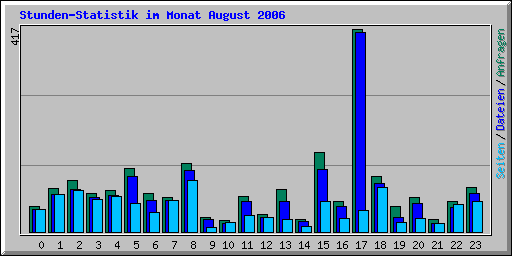 Stunden-Statistik im Monat August 2006
417
Seiten / Dateien / Anfragen
0 1 2 3 4 5 6 7 8 9 10 11 12 13 14 15 16 17 18 19 20 21 22 23